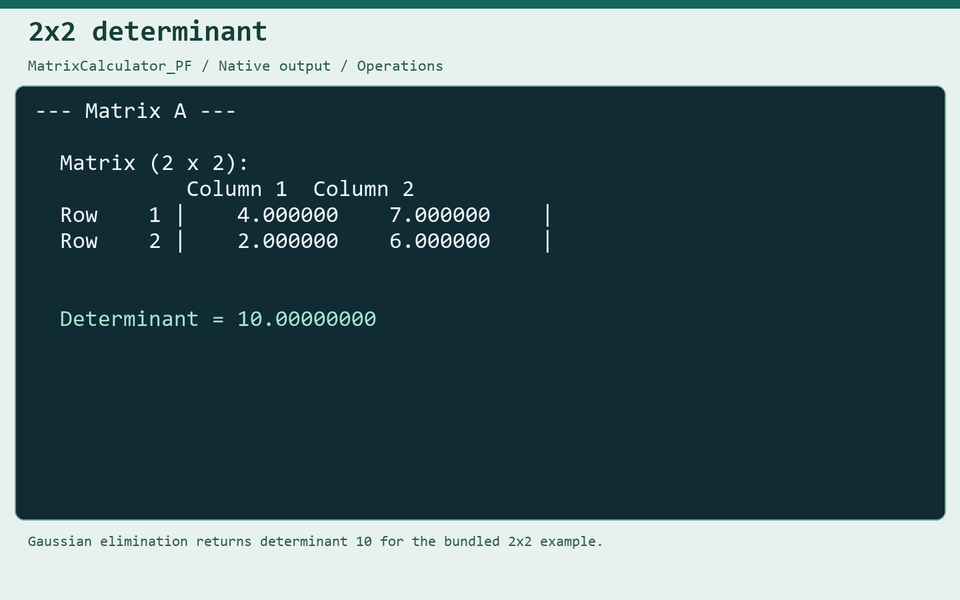 2x2 determinant
MatrixCalculator_PF / Native output / Operations
--- Matrix A ---
Matrix (2 x 2):
Column 1  Column 2
Row    1 |    4.000000    7.000000    |
Row    2 |    2.000000    6.000000    |
Determinant = 10.00000000
Gaussian elimination returns determinant 10 for the bundled 2x2 example.